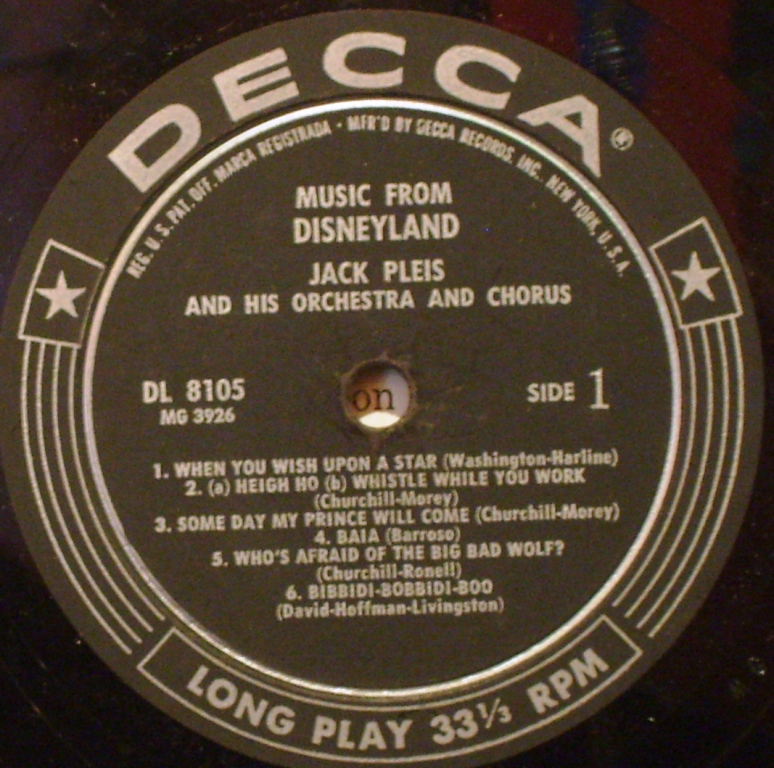 DECCA®
REG. U. S. PAT. OFF. MARCA REGISTRADA • MFR'D BY DECCA RECORDS, INC., NEW YORK, U. S. A.
MUSIC FROM
DISNEYLAND
JACK PLEIS
AND HIS ORCHESTRA AND CHORUS
DL 8105
MG 3926
SIDE 1
on
1. WHEN YOU WISH UPON A STAR (Washington-Harline)
2. (a) HEIGH HO (b) WHISTLE WHILE YOU WORK
(Churchill-Morey)
3. SOME DAY MY PRINCE WILL COME (Churchill-Morey)
4. BAIA (Barroso)
5. WHO'S AFRAID OF THE BIG BAD WOLF?
(Churchill-Ronell)
6. BIBBIDI-BOBBIDI-BOO
(David-Hoffman-Livingston)
LONG PLAY 33⅓ RPM